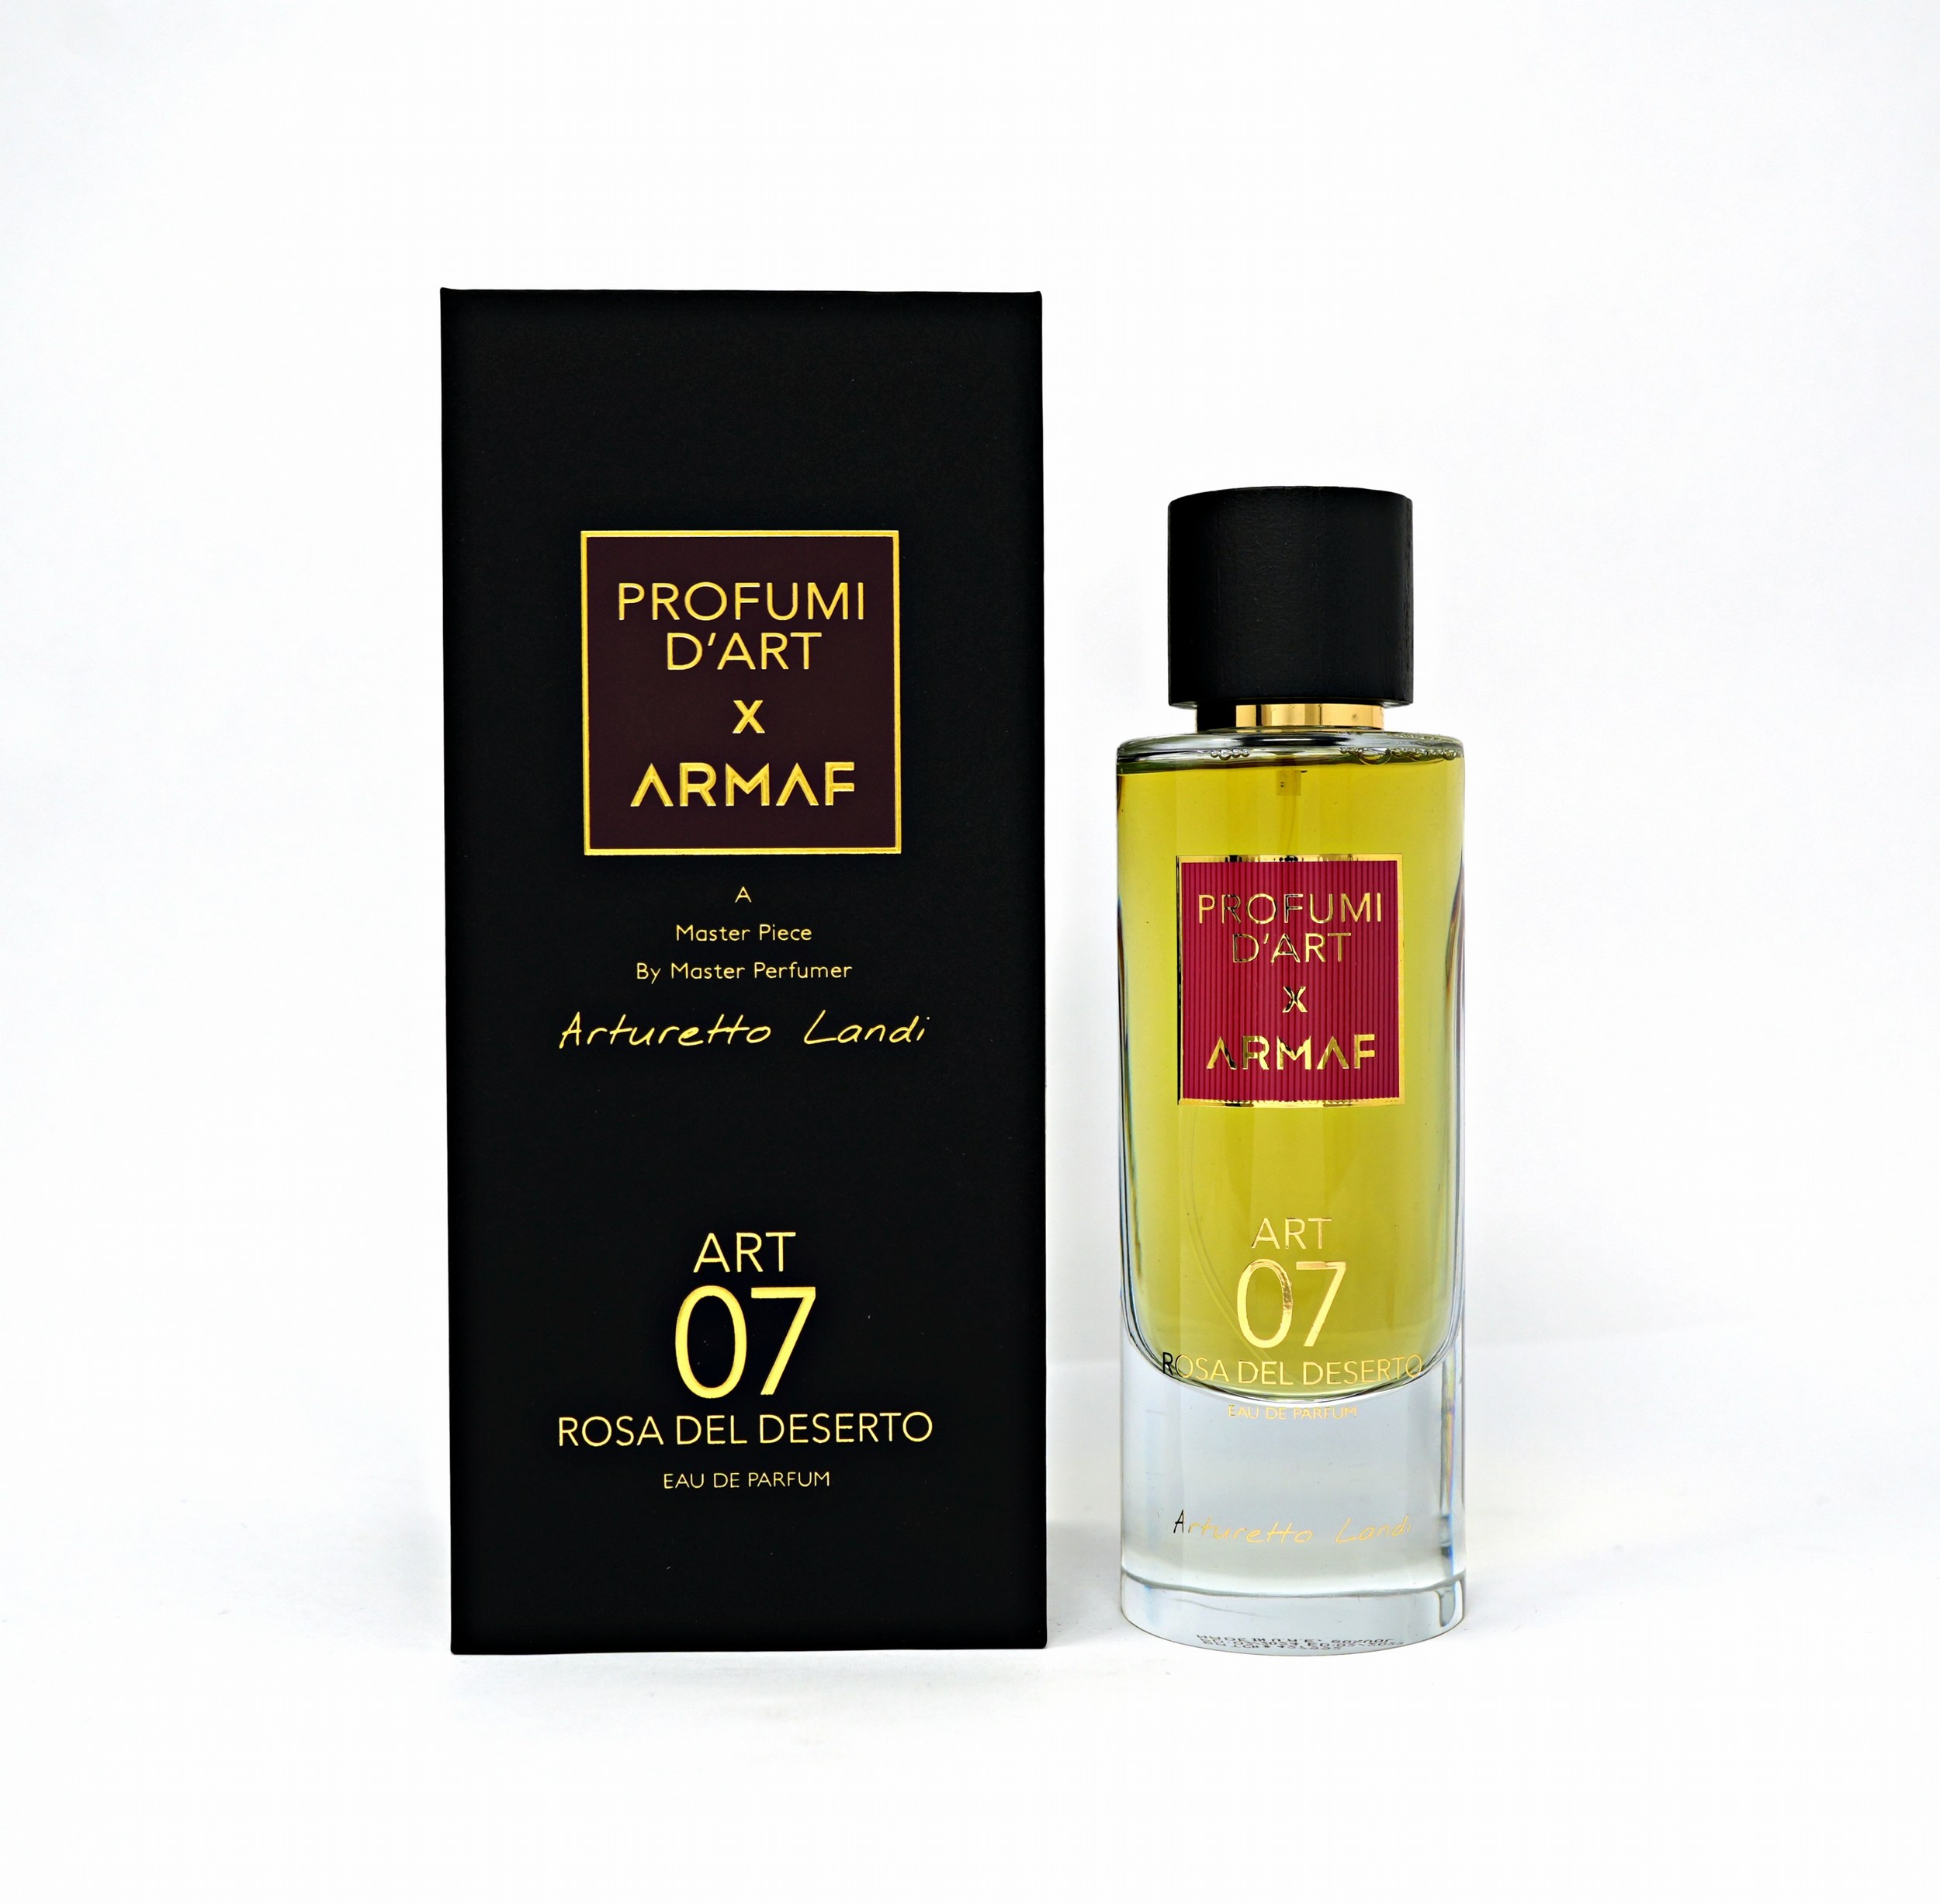 PROFUMI
D'ART
X
ARMAF
A
Master Piece
By Master Perfumer
Arturetto Landi
ART
07
ROSA DEL DESERTO
EAU DE PARFUM
PROFUMI
D'ART
X
ARMAF
ART
07
ROSA DEL DESERTO
EAU DE PARFUM
Arturetto Landi